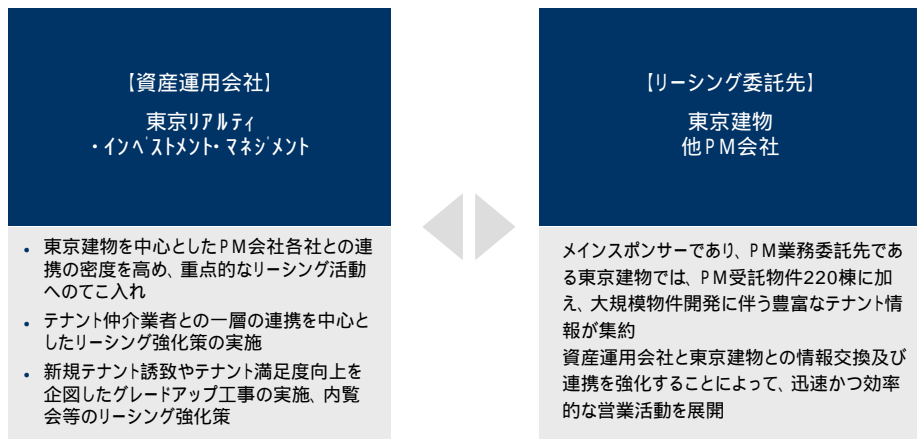 【資産運用会社】
東京リアルティ
・インベストメント・マネジメント
• 東京建物を中心としたPM会社各社との連
携の密度を高め、重点的なリーシング活動
へのてこ入れ
• テナント仲介業者との一層の連携を中心と
したリーシング強化策の実施
• 新規テナント誘致やテナント満足度向上を
企図したグレードアップ工事の実施、内覧
会等のリーシング強化策
【リーシング委託先】
東京建物
他PM会社
メインスポンサーであり、PM業務委託先であ
る東京建物では、PM受託物件220棟に加
え、大規模物件開発に伴う豊富なテナント情
報が集約
資産運用会社と東京建物との情報交換及び
連携を強化することによって、迅速かつ効率
的な営業活動を展開